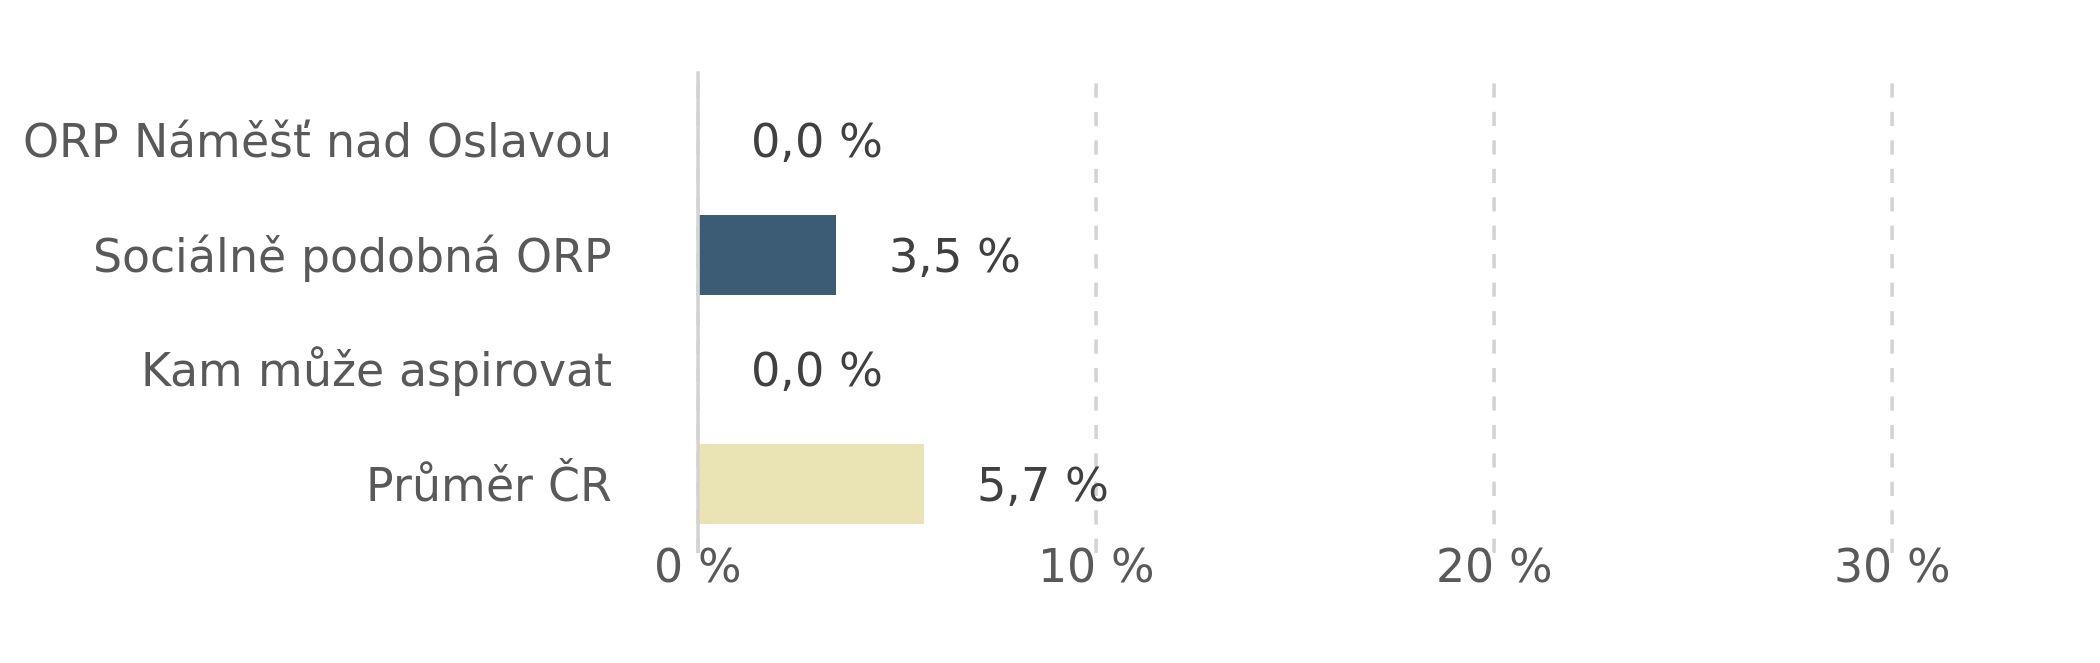 ORP Náměšť nad Oslavou 0,0 %
Sociálně podobná ORP 3,5 %
Kam může aspirovat 0,0 %
Průměr ČR 5,7 %
0 % 10 % 20 % 30 %